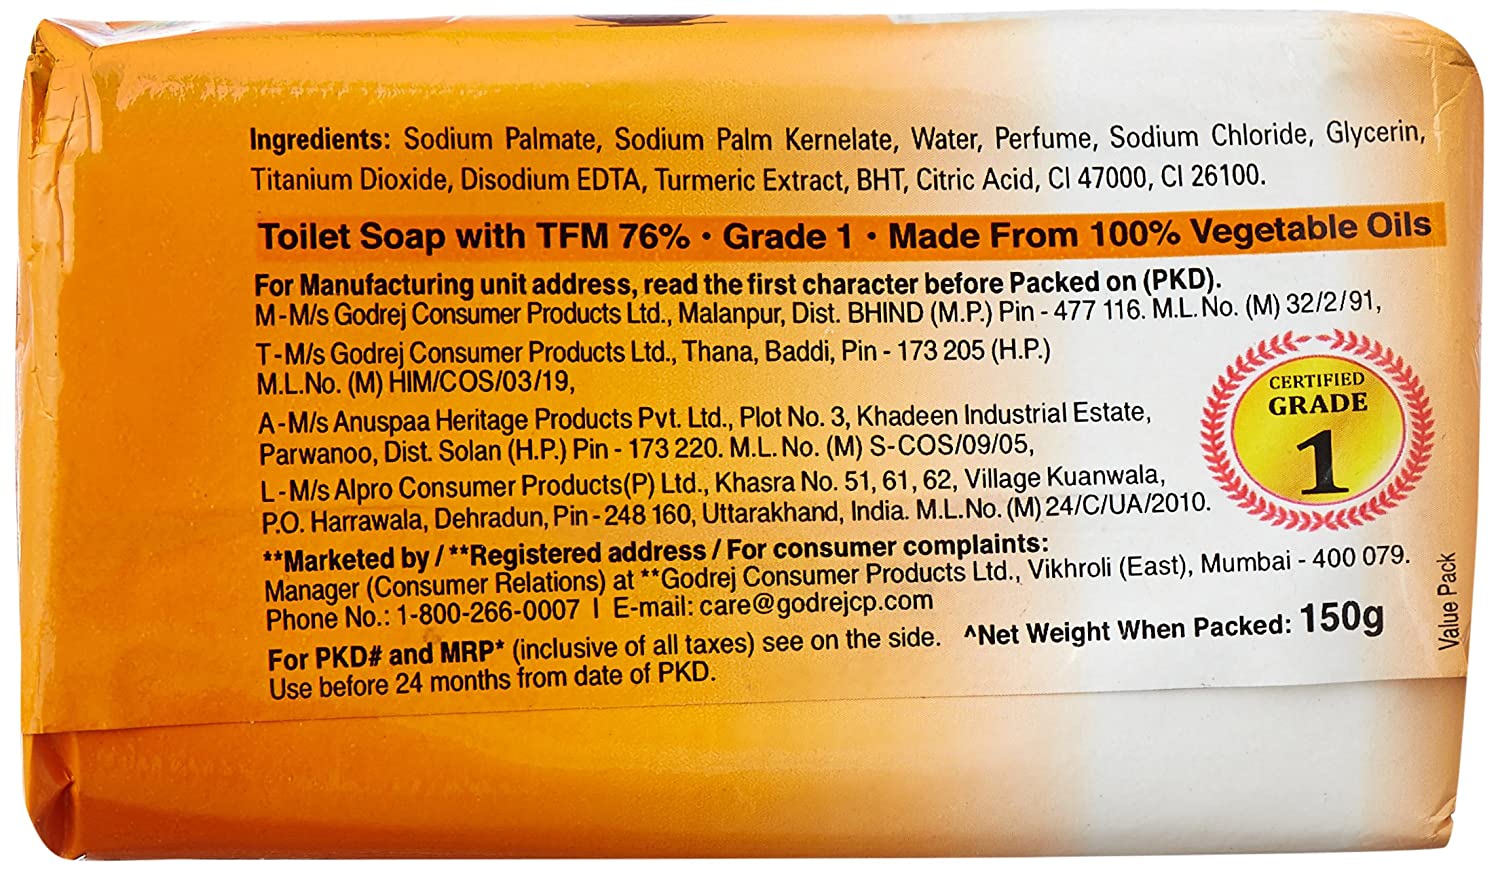 Ingredients: Sodium Palmate, Sodium Palm Kernelate, Water, Perfume, Sodium Chloride, Glycerin,
Titanium Dioxide, Disodium EDTA, Turmeric Extract, BHT, Citric Acid, CI 47000, CI 26100.
Toilet Soap with TFM 76% • Grade 1 • Made From 100% Vegetable Oils
For Manufacturing unit address, read the first character before Packed on (PKD).
M-M/s Godrej Consumer Products Ltd., Malanpur, Dist. BHIND (M.P.) Pin - 477 116. M.L. No. (M) 32/2/91,
T-M/s Godrej Consumer Products Ltd., Thana, Baddi, Pin - 173 205 (H.P.)
M.L.No. (M) HIM/COS/03/19,
A-M/s Anuspaa Heritage Products Pvt. Ltd., Plot No. 3, Khadeen Industrial Estate,
Parwanoo, Dist. Solan (H.P.) Pin - 173 220. M.L. No. (M) S-COS/09/05,
L-M/s Alpro Consumer Products(P) Ltd., Khasra No. 51, 61, 62, Village Kuanwala,
P.O. Harrawala, Dehradun, Pin-248 160, Uttarakhand, India. M.L.No. (M) 24/C/UA/2010.
CERTIFIED
GRADE
1
**Marketed by / **Registered address / For consumer complaints:
Manager (Consumer Relations) at **Godrej Consumer Products Ltd., Vikhroli (East), Mumbai - 400 079.
Phone No.: 1-800-266-0007 | E-mail: care@godrejcp.com
For PKD# and MRP* (inclusive of all taxes) see on the side. ^Net Weight When Packed: 150g
Use before 24 months from date of PKD.
Value Pack